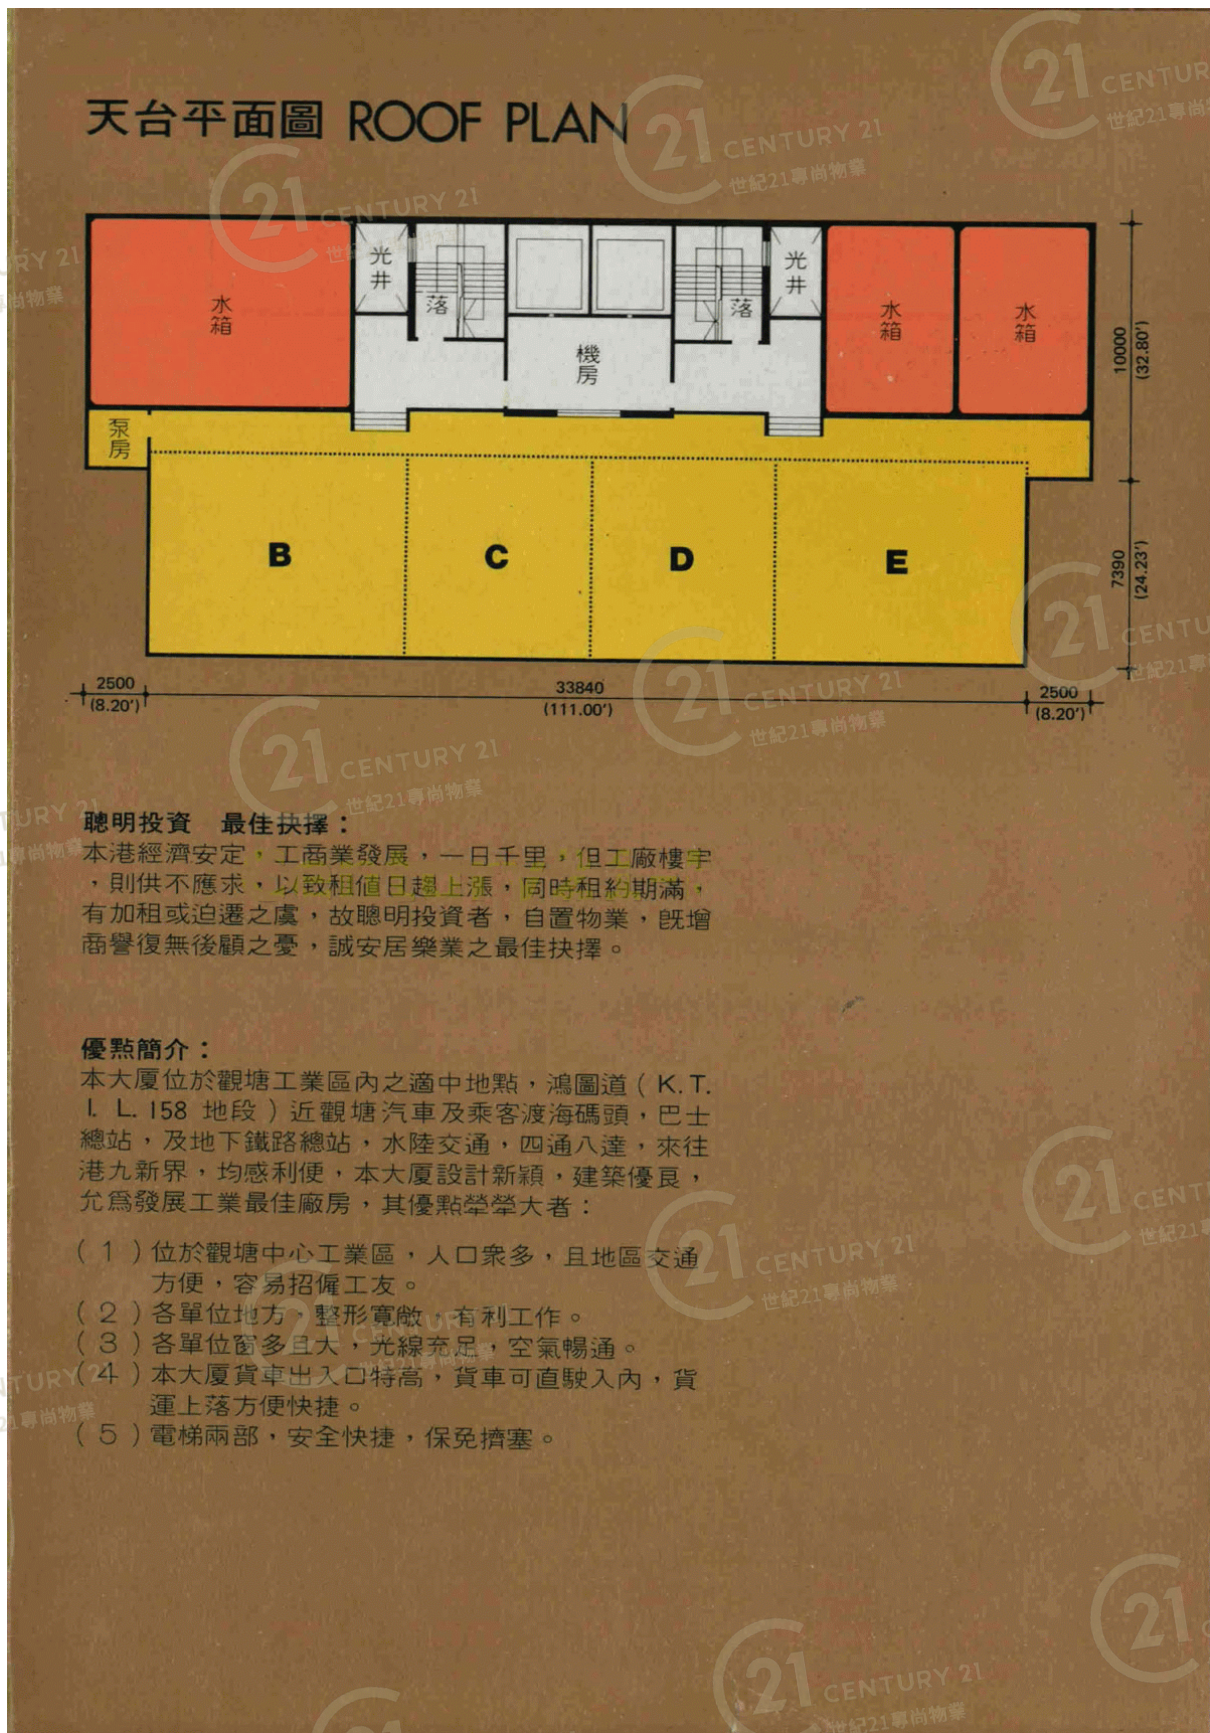 天台平面圖 ROOF PLAN
水箱
光井
落
機房
落
光井
水箱
水箱
泵房
10000
(32.80')
B
C
D
E
7390
(24.23')
2500
(8.20')
33840
(111.00')
2500
(8.20')
聰明投資 最佳抉擇：
本港經濟安定，工商業發展，一日千里，但工廠樓宇
，則供不應求，以致租值日趨上漲，同時租約期滿，
有加租或迫遷之虞，故聰明投資者，自置物業，既增
商譽復無後顧之憂，誠安居樂業之最佳抉擇。
優點簡介：
本大厦位於觀塘工業區內之適中地點，鴻圖道（K.T.
I. L. 158 地段）近觀塘汽車及乘客渡海碼頭，巴士
總站，及地下鐵路總站，水陸交通，四通八達，來往
港九新界，均感利便，本大厦設計新穎，建築優良，
允爲發展工業最佳廠房，其優點犖犖大者：
（1）位於觀塘中心工業區，人口衆多，且地區交通
方便，容易招僱工友。
（2）各單位地方，整形寬敞，有利工作。
（3）各單位窗多且大，光線充足，空氣暢通。
（4）本大厦貨車出入口特高，貨車可直駛入內，貨
運上落方便快捷。
（5）電梯兩部，安全快捷，保免擠塞。
CENTURY 21
世紀21專尚物業